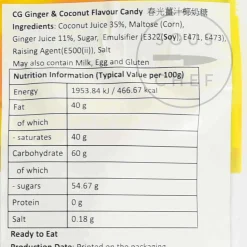 CG Ginger & Coconut Flavour Candy 春光薑汁椰奶糖
Ingredients: Coconut Juice 35%, Maltose (Corn),
Ginger Juice 11%, Sugar, Emulsifier (E322(Soy), E471, E473),
Raising Agent(E500(ii)), Salt
May also contain Milk, Egg and Gluten
Nutrition Information (Typical Value per 100g)
Energy 1953.84 kJ / 466.67 kcal
Fat 40 g
of which
- saturates 40 g
Carbohydrate 60 g
of which
- sugars 54.67 g
Protein 0 g
Salt 0.18 g
Ready to Eat
Production Date: Printed on the packaging
SOUS
CHEF